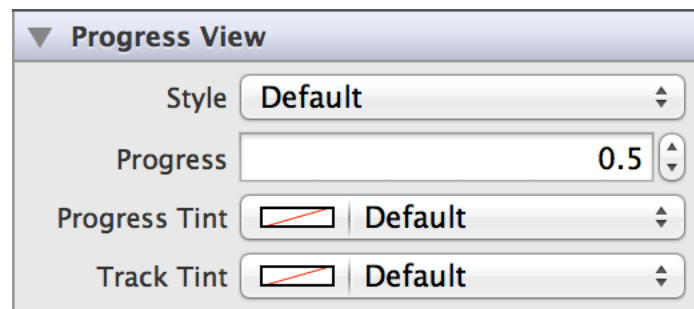 Progress View
Style Default
Progress 0.5
Progress Tint Default
Track Tint Default